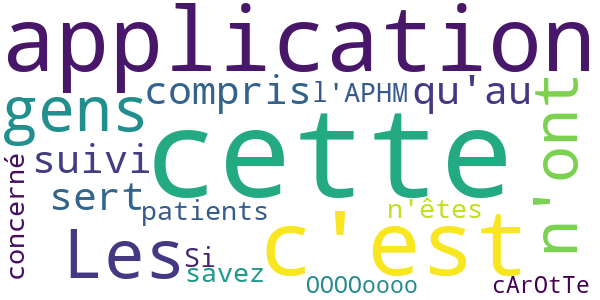 application
compris
l'APHM
qu'au
n'ont
gens
cette
suivi
concerné
sert
patients
n'êtes
Les
c'est
Si
savez
OOOOoooo
cArOtTe